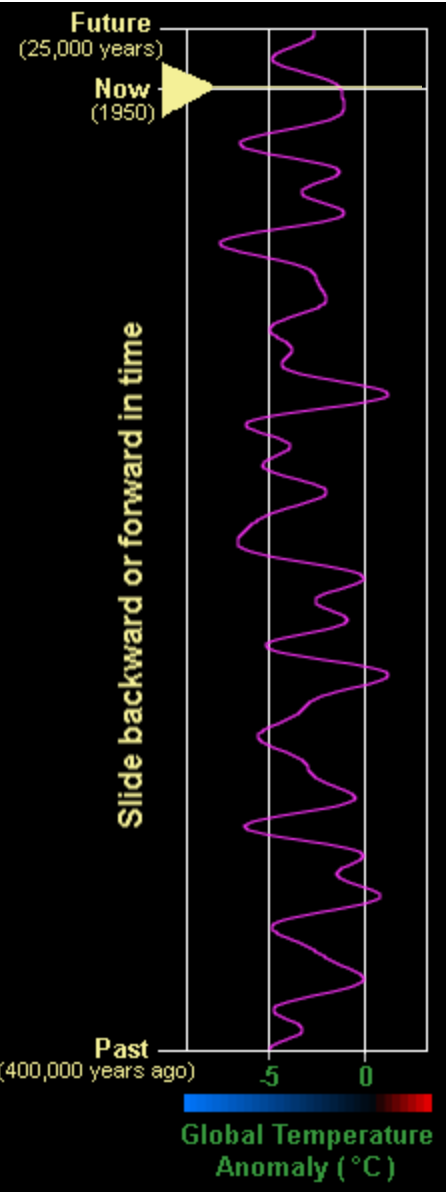 Future
(25,000 years)
Now
(1950)
Slide backward or forward in time
Past
(400,000 years ago)
-5 0
Global Temperature
Anomaly (°C)